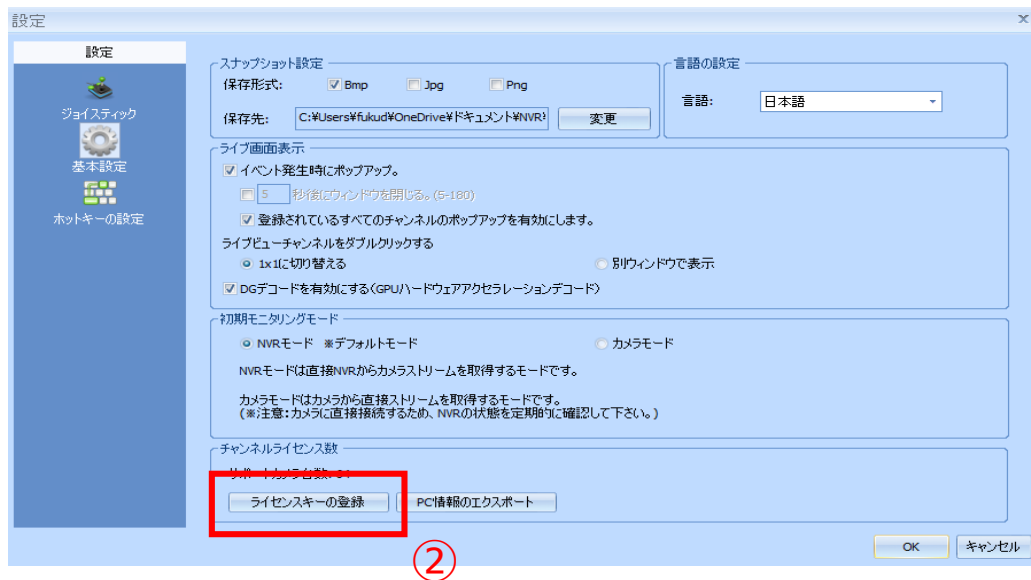 設定
x
設定
ジョイスティック
基本設定
ホットキーの設定
スナップショット設定
保存形式: Bmp Jpg Png
保存先: C:¥Users¥fukud¥OneDrive¥ドキュメント¥NVR¥ 変更
言語の設定
言語: 日本語
ライブ画面表示
イベント発生時にポップアップ。
5 秒後にウィンドウを閉じる。(5-180)
登録されているすべてのチャンネルのポップアップを有効にします。
ライブビューチャンネルをダブルクリックする
1x1に切り替える 別ウィンドウで表示
DGデコードを有効にする(GPUハードウェアアクセラレーションデコード)
初期モニタリングモード
NVRモード ※デフォルトモード カメラモード
NVRモードは直接NVRからカメラストリームを取得するモードです。
カメラモードはカメラから直接ストリームを取得するモードです。
(※注意:カメラに直接接続するため、NVRの状態を定期的に確認して下さい。)
チャンネルライセンス数
ライセンスキーの登録 PC情報のエクスポート
②
OK キャンセル